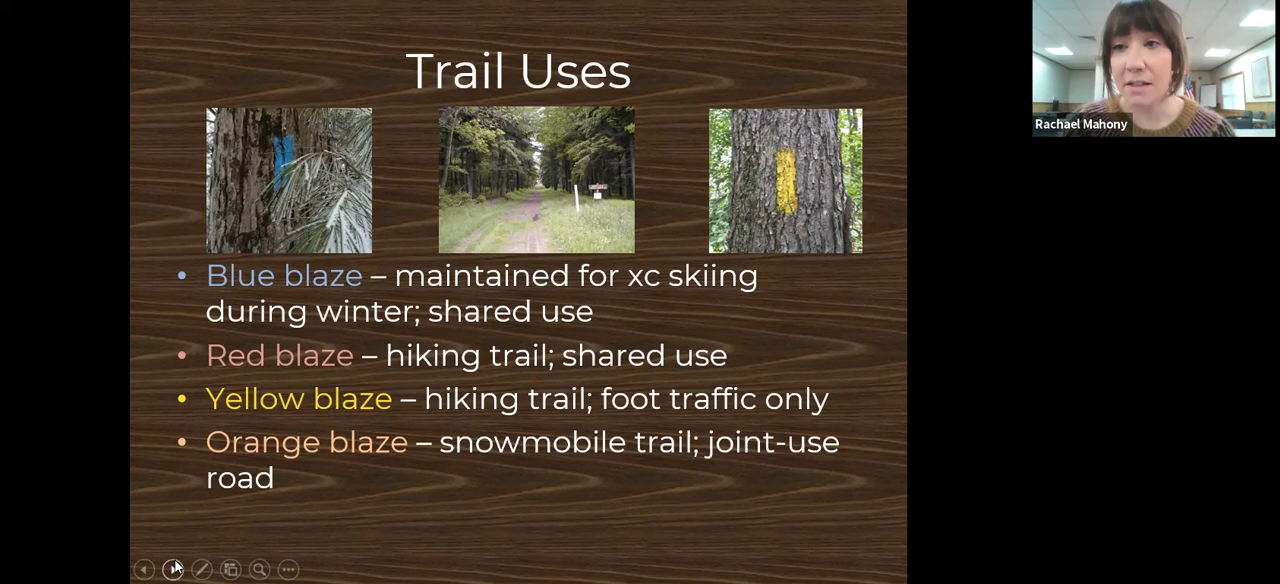 Trail Uses
Rachael Mahony
• Blue blaze – maintained for xc skiing
during winter; shared use
• Red blaze – hiking trail; shared use
• Yellow blaze – hiking trail; foot traffic only
• Orange blaze – snowmobile trail; joint-use
road